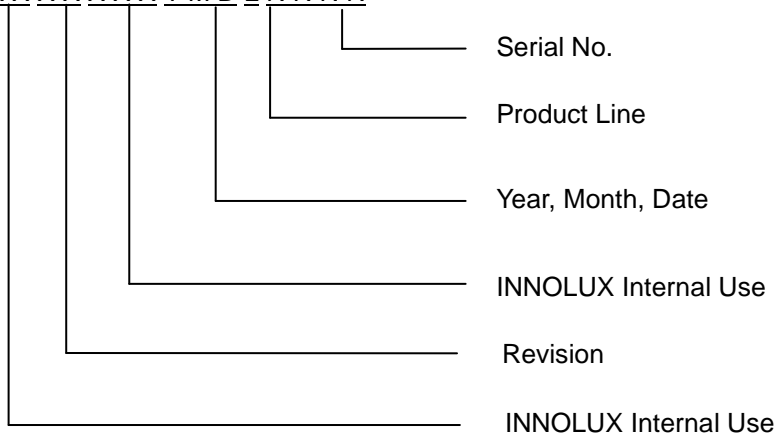 Serial No.
Product Line
Year, Month, Date
INNOLUX Internal Use
Revision
INNOLUX Internal Use